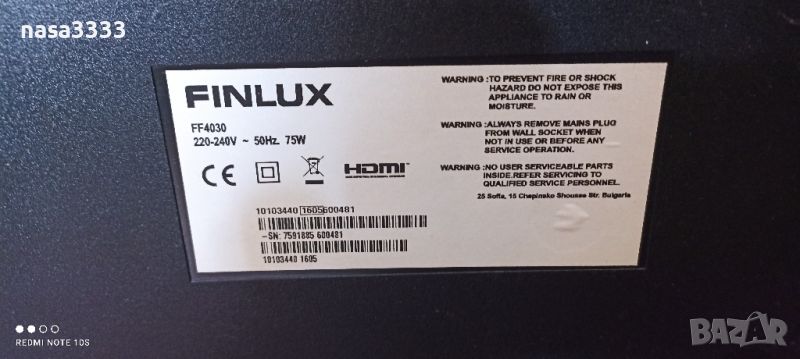 nasa3333
FINLUX
FF4030
220-240V ~ 50Hz. 75W
CE
HDMI
10103440 1605 600481
-SN: 7591885 600481
10103440 1605
WARNING :TO PREVENT FIRE OR SHOCK
HAZARD DO NOT EXPOSE THIS
APPLIANCE TO RAIN OR
MOISTURE.
WARNING :ALWAYS REMOVE MAINS PLUG
FROM WALL SOCKET WHEN
NOT IN USE OR BEFORE ANY
SERVICE OPERATION.
WARNING :NO USER SERVICEABLE PARTS
INSIDE.REFER SERVICING TO
QUALIFIED SERVICE PERSONNEL.
25 Sofia, 15 Chepinsko Shousse Str. Bulgaria
REDMI NOTE 10S
BAZAR